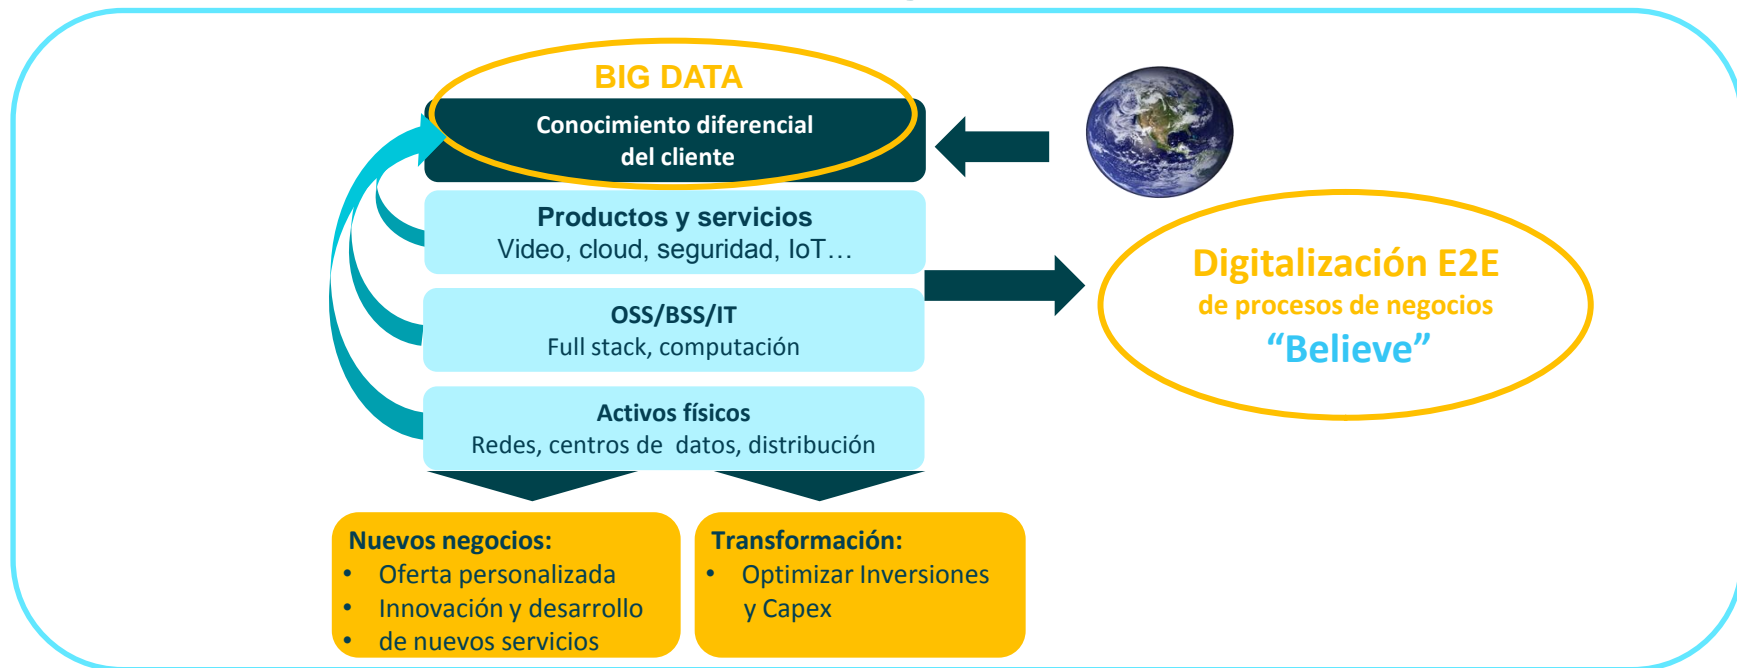 BIG DATA
Conocimiento diferencial
del cliente
Productos y servicios
Video, cloud, seguridad, IoT…
OSS/BSS/IT
Full stack, computación
Activos físicos
Redes, centros de datos, distribución
Digitalización E2E
de procesos de negocios
“Believe”
Nuevos negocios:
• Oferta personalizada
• Innovación y desarrollo
• de nuevos servicios
Transformación:
• Optimizar Inversiones
y Capex